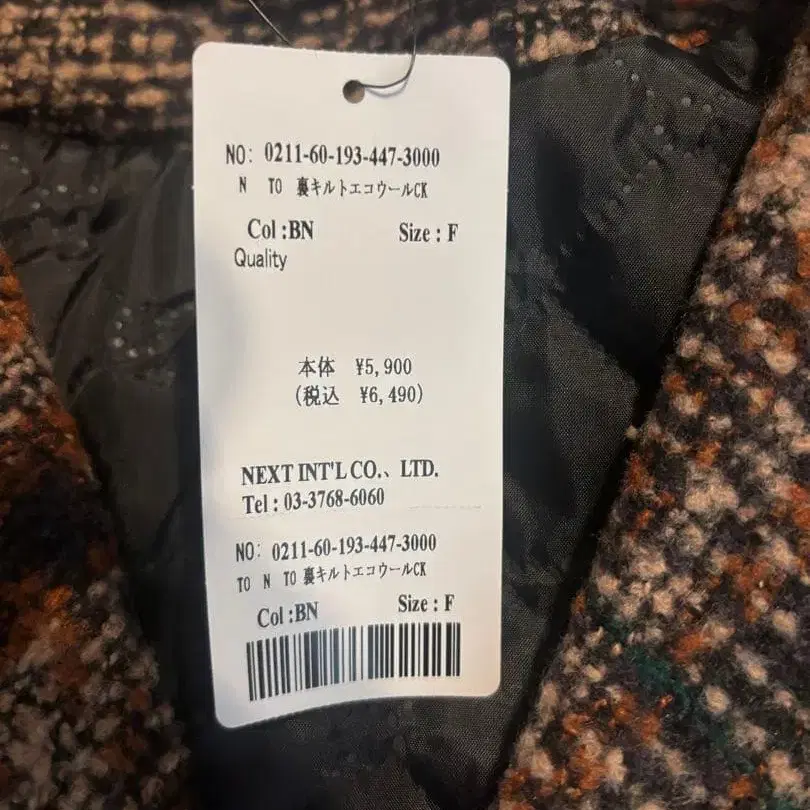 NO: 0211-60-193-447-3000
N TO 裏キルトエコウールCK
Col :BN Size : F
Quality
本体 ¥5,900
(税込 ¥6,490)
NEXT INT'L CO.、LTD.
Tel : 03-3768-6060
NO: 0211-60-193-447-3000
TO N TO 裏キルトエコウールCK
Col :BN Size : F